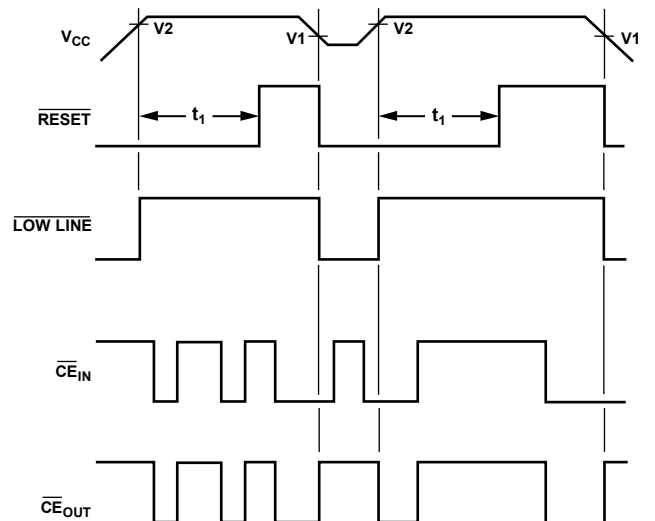 VCC V2 V1 V2 V1
RESET t1 t1
LOW LINE
CEIN
CEOUT